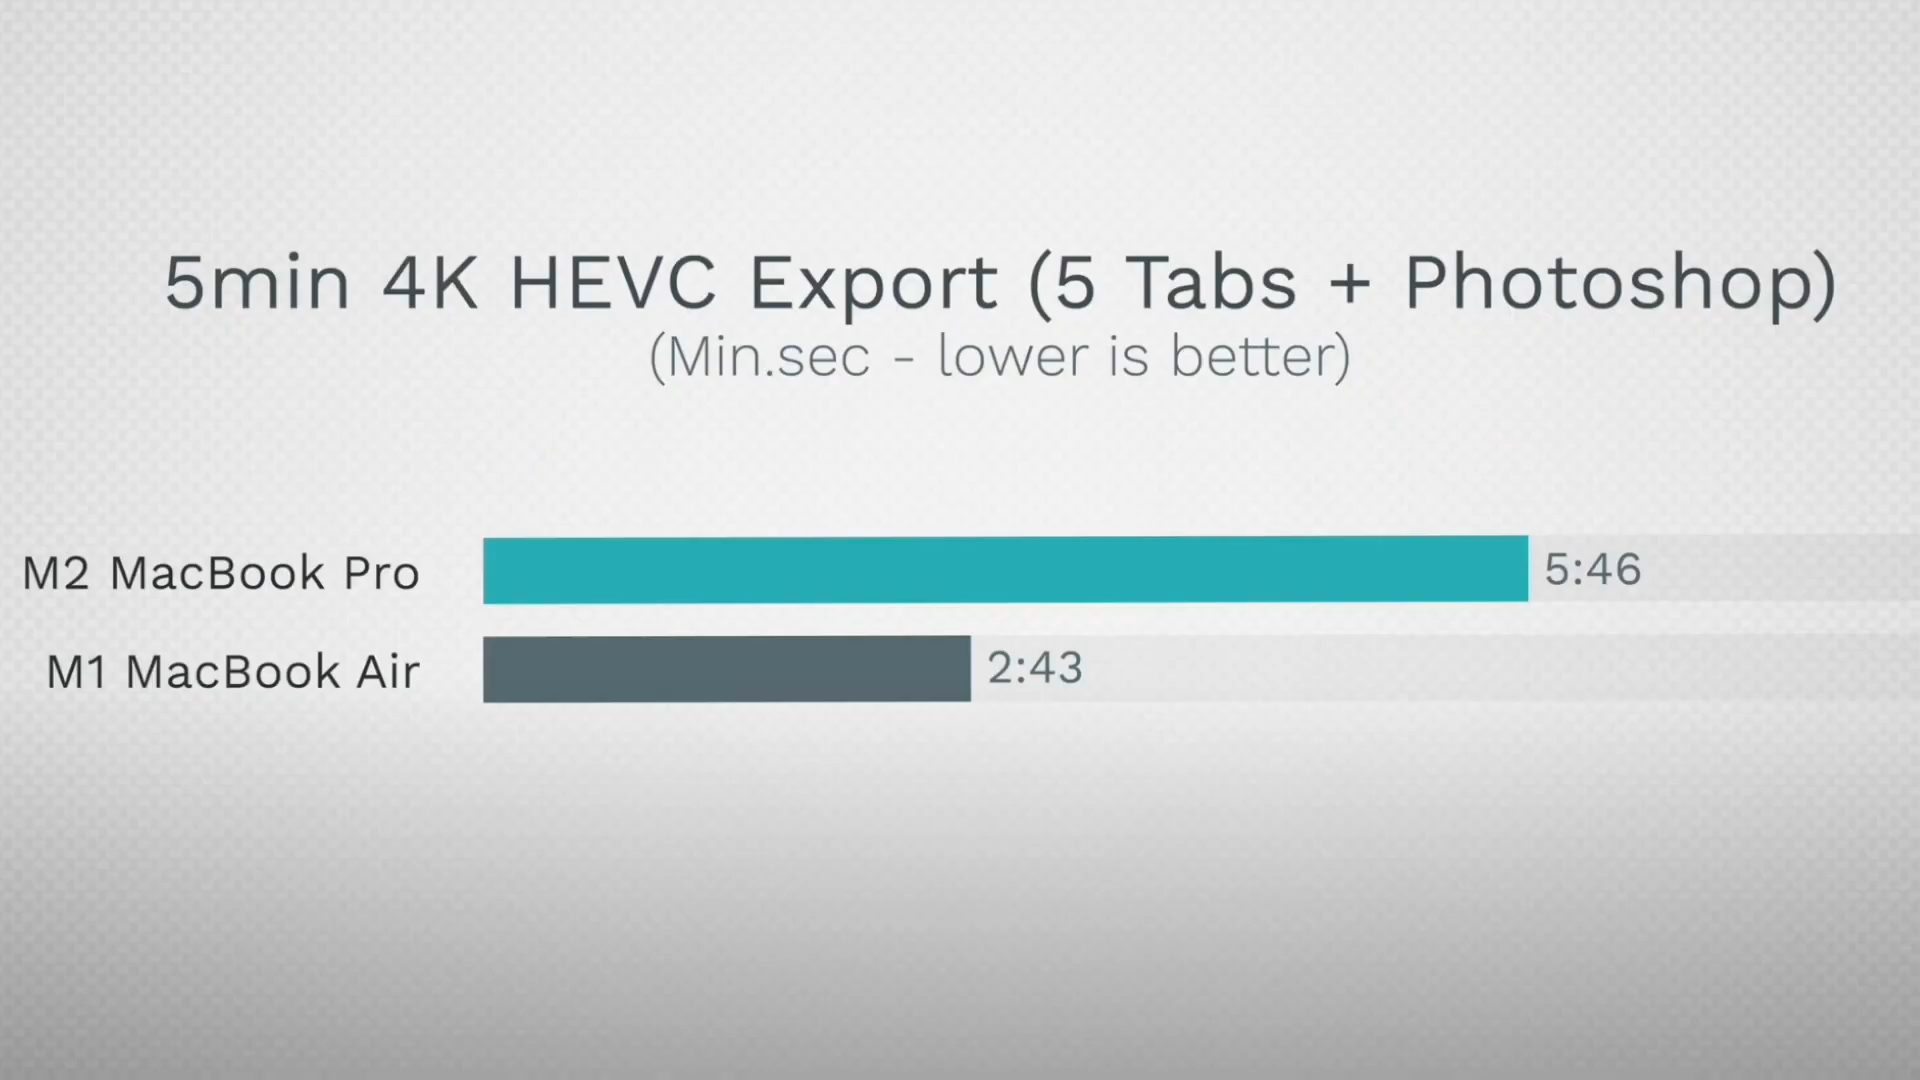 5min 4K HEVC Export (5 Tabs + Photoshop)
(Min.sec - lower is better)
M2 MacBook Pro 5:46
M1 MacBook Air 2:43